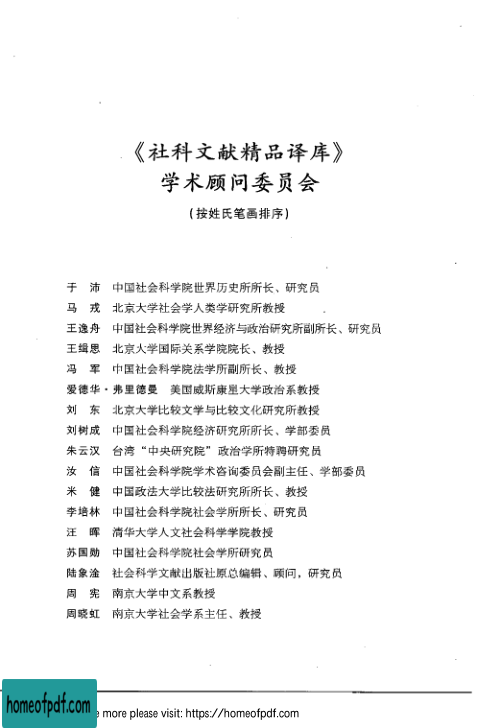 《社科文献精品译库》
学术顾问委员会
(按姓氏笔画排序)
于 沛 中国社会科学院世界历史所所长、研究员
马 戎 北京大学社会学人类学研究所教授
王逸舟 中国社会科学院世界经济与政治研究所副所长、研究员
王缉思 北京大学国际关系学院院长、教授
冯 军 中国社会科学院法学所副所长、教授
爱德华·弗里德曼 美国威斯康里大学政治系教授
刘 东 北京大学比较文学与比较文化研究所教授
刘树成 中国社会科学院经济研究所所长、学部委员
朱云汉 台湾“中央研究院”政治学所特聘研究员
汝 信 中国社会科学院学术咨询委员会副主任、学部委员
米 健 中国政法大学比较法研究所所长、教授
李培林 中国社会科学院社会学所所长、研究员
汪 晖 清华大学人文社会科学学院教授
苏国勋 中国社会科学院社会学所研究员
陆象淦 社会科学文献出版社原总编辑、顾问，研究员
周 宪 南京大学中文系教授
周晓虹 南京大学社会学系主任、教授
homeofpdf.com
e more please visit: https://homeofpdf.com